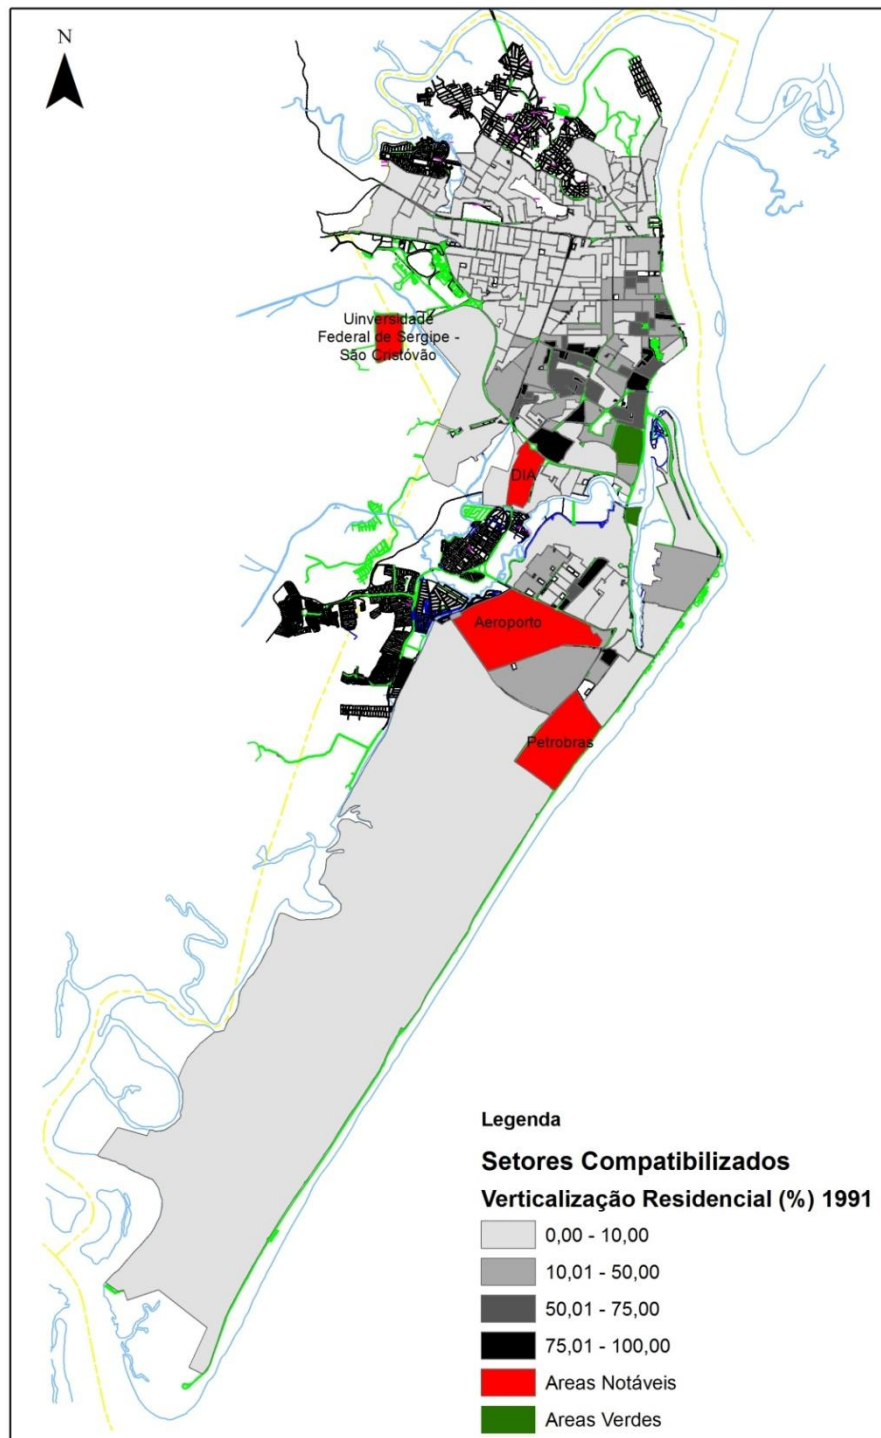 N
Uinversidade
Federal de Sergipe -
São Cristóvão
DIA
Aeroporto
Petrobras
Legenda
Setores Compatibilizados
Verticalização Residencial (%) 1991
0,00 - 10,00
10,01 - 50,00
50,01 - 75,00
75,01 - 100,00
Areas Notáveis
Areas Verdes